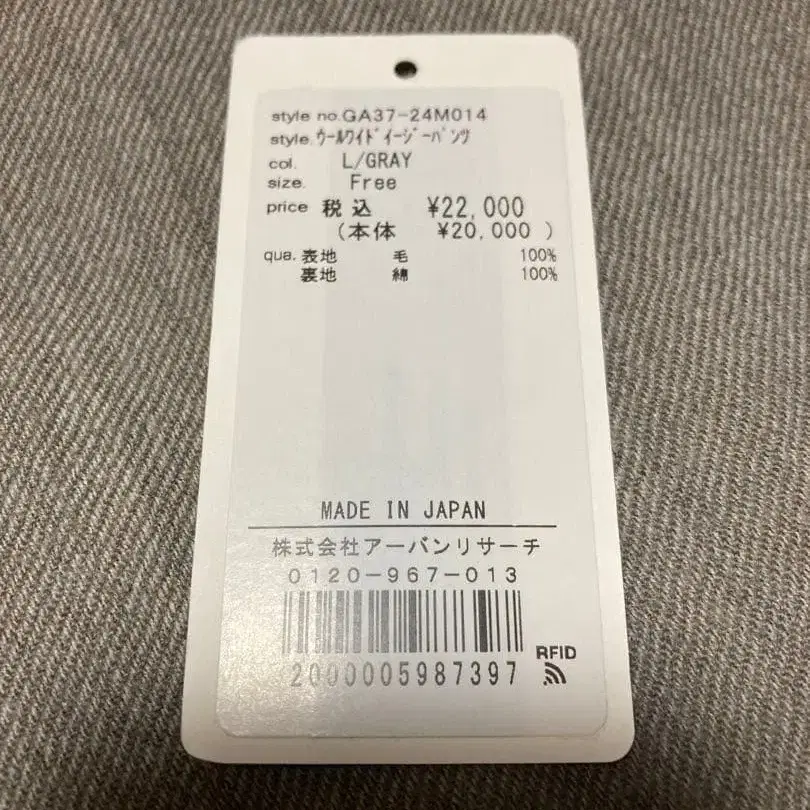 style no.GA37-24M014
style.ｳｰﾙﾜｲﾄﾞｲｰｼﾞｰﾊﾟﾝﾂ
col. L/GRAY
size. Free
price 税込 ¥22,000
(本体 ¥20,000 )
qua. 表地 毛 100%
裏地 綿 100%
MADE IN JAPAN
株式会社アーバンリサーチ
0120-967-013
2000005987397
RFID